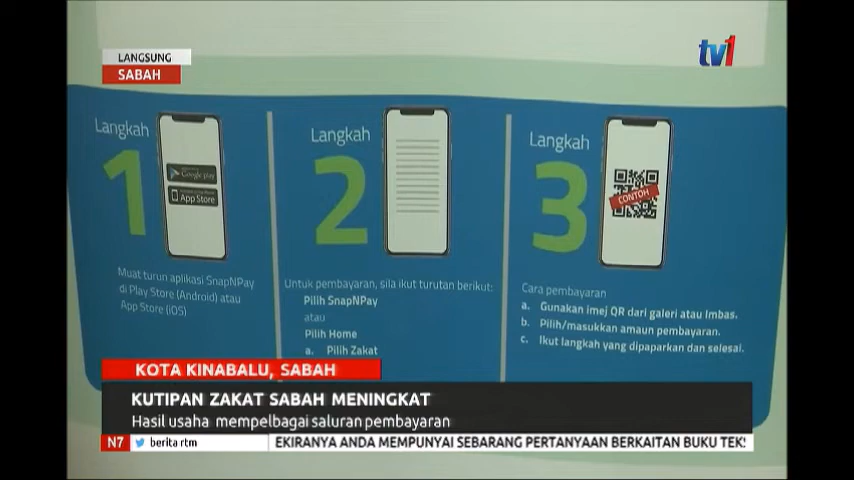 LANGSUNG
SABAH
tv1
Langkah
1
Google play
App Store
Muat turun aplikasi SnapNPay
di Play Store (Android) atau
App Store (iOS)
Langkah
2
Untuk pembayaran, sila ikut turutan berikut:
Pilih SnapNPay
atau
Pilih Home
a. Pilih Zakat
Langkah
3
CONTOH
Cara pembayaran
a. Gunakan imej QR dari galeri atau Imbas.
b. Pilih/masukkan amaun pembayaran.
c. Ikut langkah yang dipaparkan dan selesai.
KOTA KINABALU, SABAH
KUTIPAN ZAKAT SABAH MENINGKAT
Hasil usaha mempelbagai saluran pembayaran
N7 berita rtm EKIRANYA ANDA MEMPUNYAI SEBARANG PERTANYAAN BERKAITAN BUKU TEKS